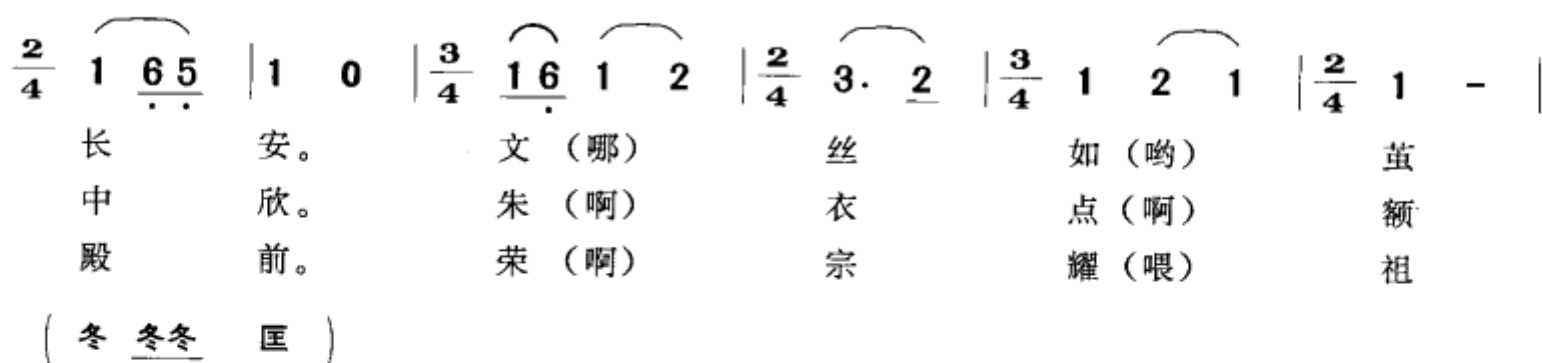 2/4 1 6 5 | 1 0 | 3/4 1 6 1 2 | 2/4 3. 2 | 3/4 1 2 1 | 2/4 1 - |
长 安。 文（哪） 丝 如（哟） 茧
中 欣。 朱（啊） 衣 点（啊） 额
殿 前。 荣（啊） 宗 耀（喂） 祖
（冬 冬冬 匡）